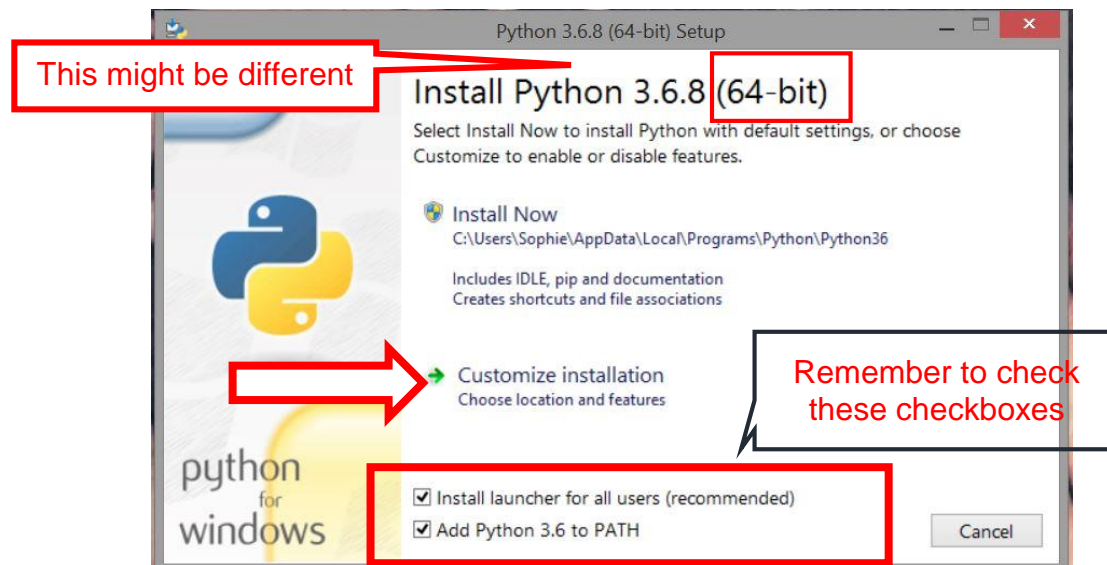 Python 3.6.8 (64-bit) Setup
This might be different
Install Python 3.6.8 (64-bit)
Select Install Now to install Python with default settings, or choose
Customize to enable or disable features.
Install Now
C:\Users\Sophie\AppData\Local\Programs\Python\Python36
Includes IDLE, pip and documentation
Creates shortcuts and file associations
Customize installation
Choose location and features
Remember to check
these checkboxes
python
for
windows
Install launcher for all users (recommended)
Add Python 3.6 to PATH
Cancel